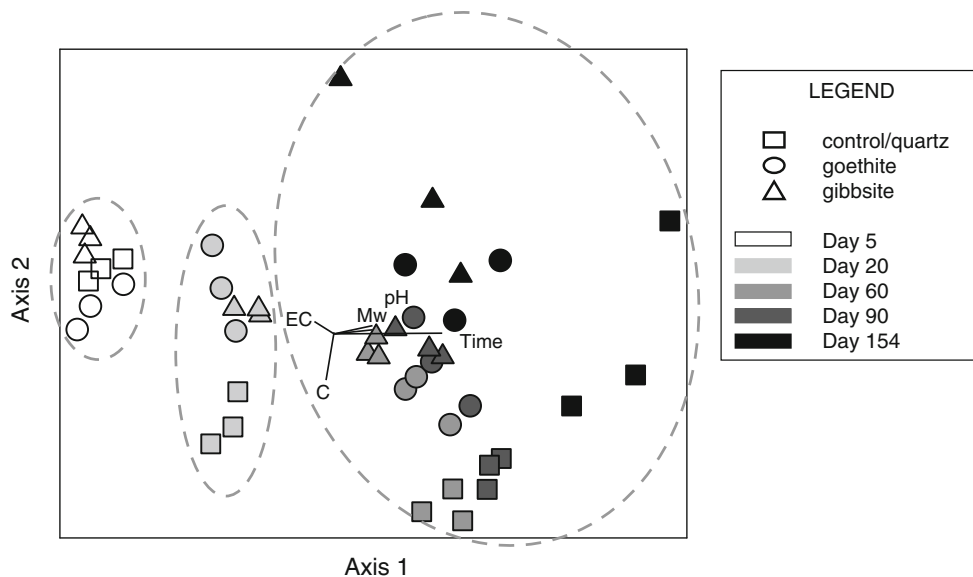 Axis 2
EC
Mw
pH
Time
C
Axis 1
LEGEND
control/quartz
goethite
gibbsite
Day 5
Day 20
Day 60
Day 90
Day 154